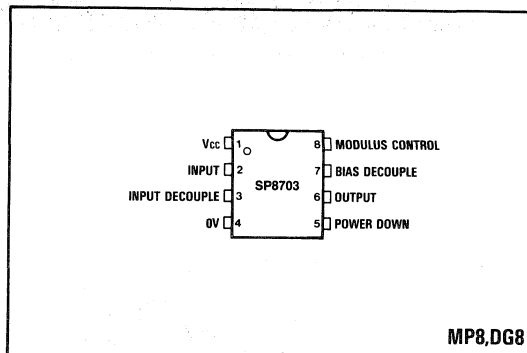 Vcc 1 8 MODULUS CONTROL
INPUT 2 7 BIAS DECOUPLE
SP8703
INPUT DECOUPLE 3 6 OUTPUT
0V 4 5 POWER DOWN
MP8,DG8